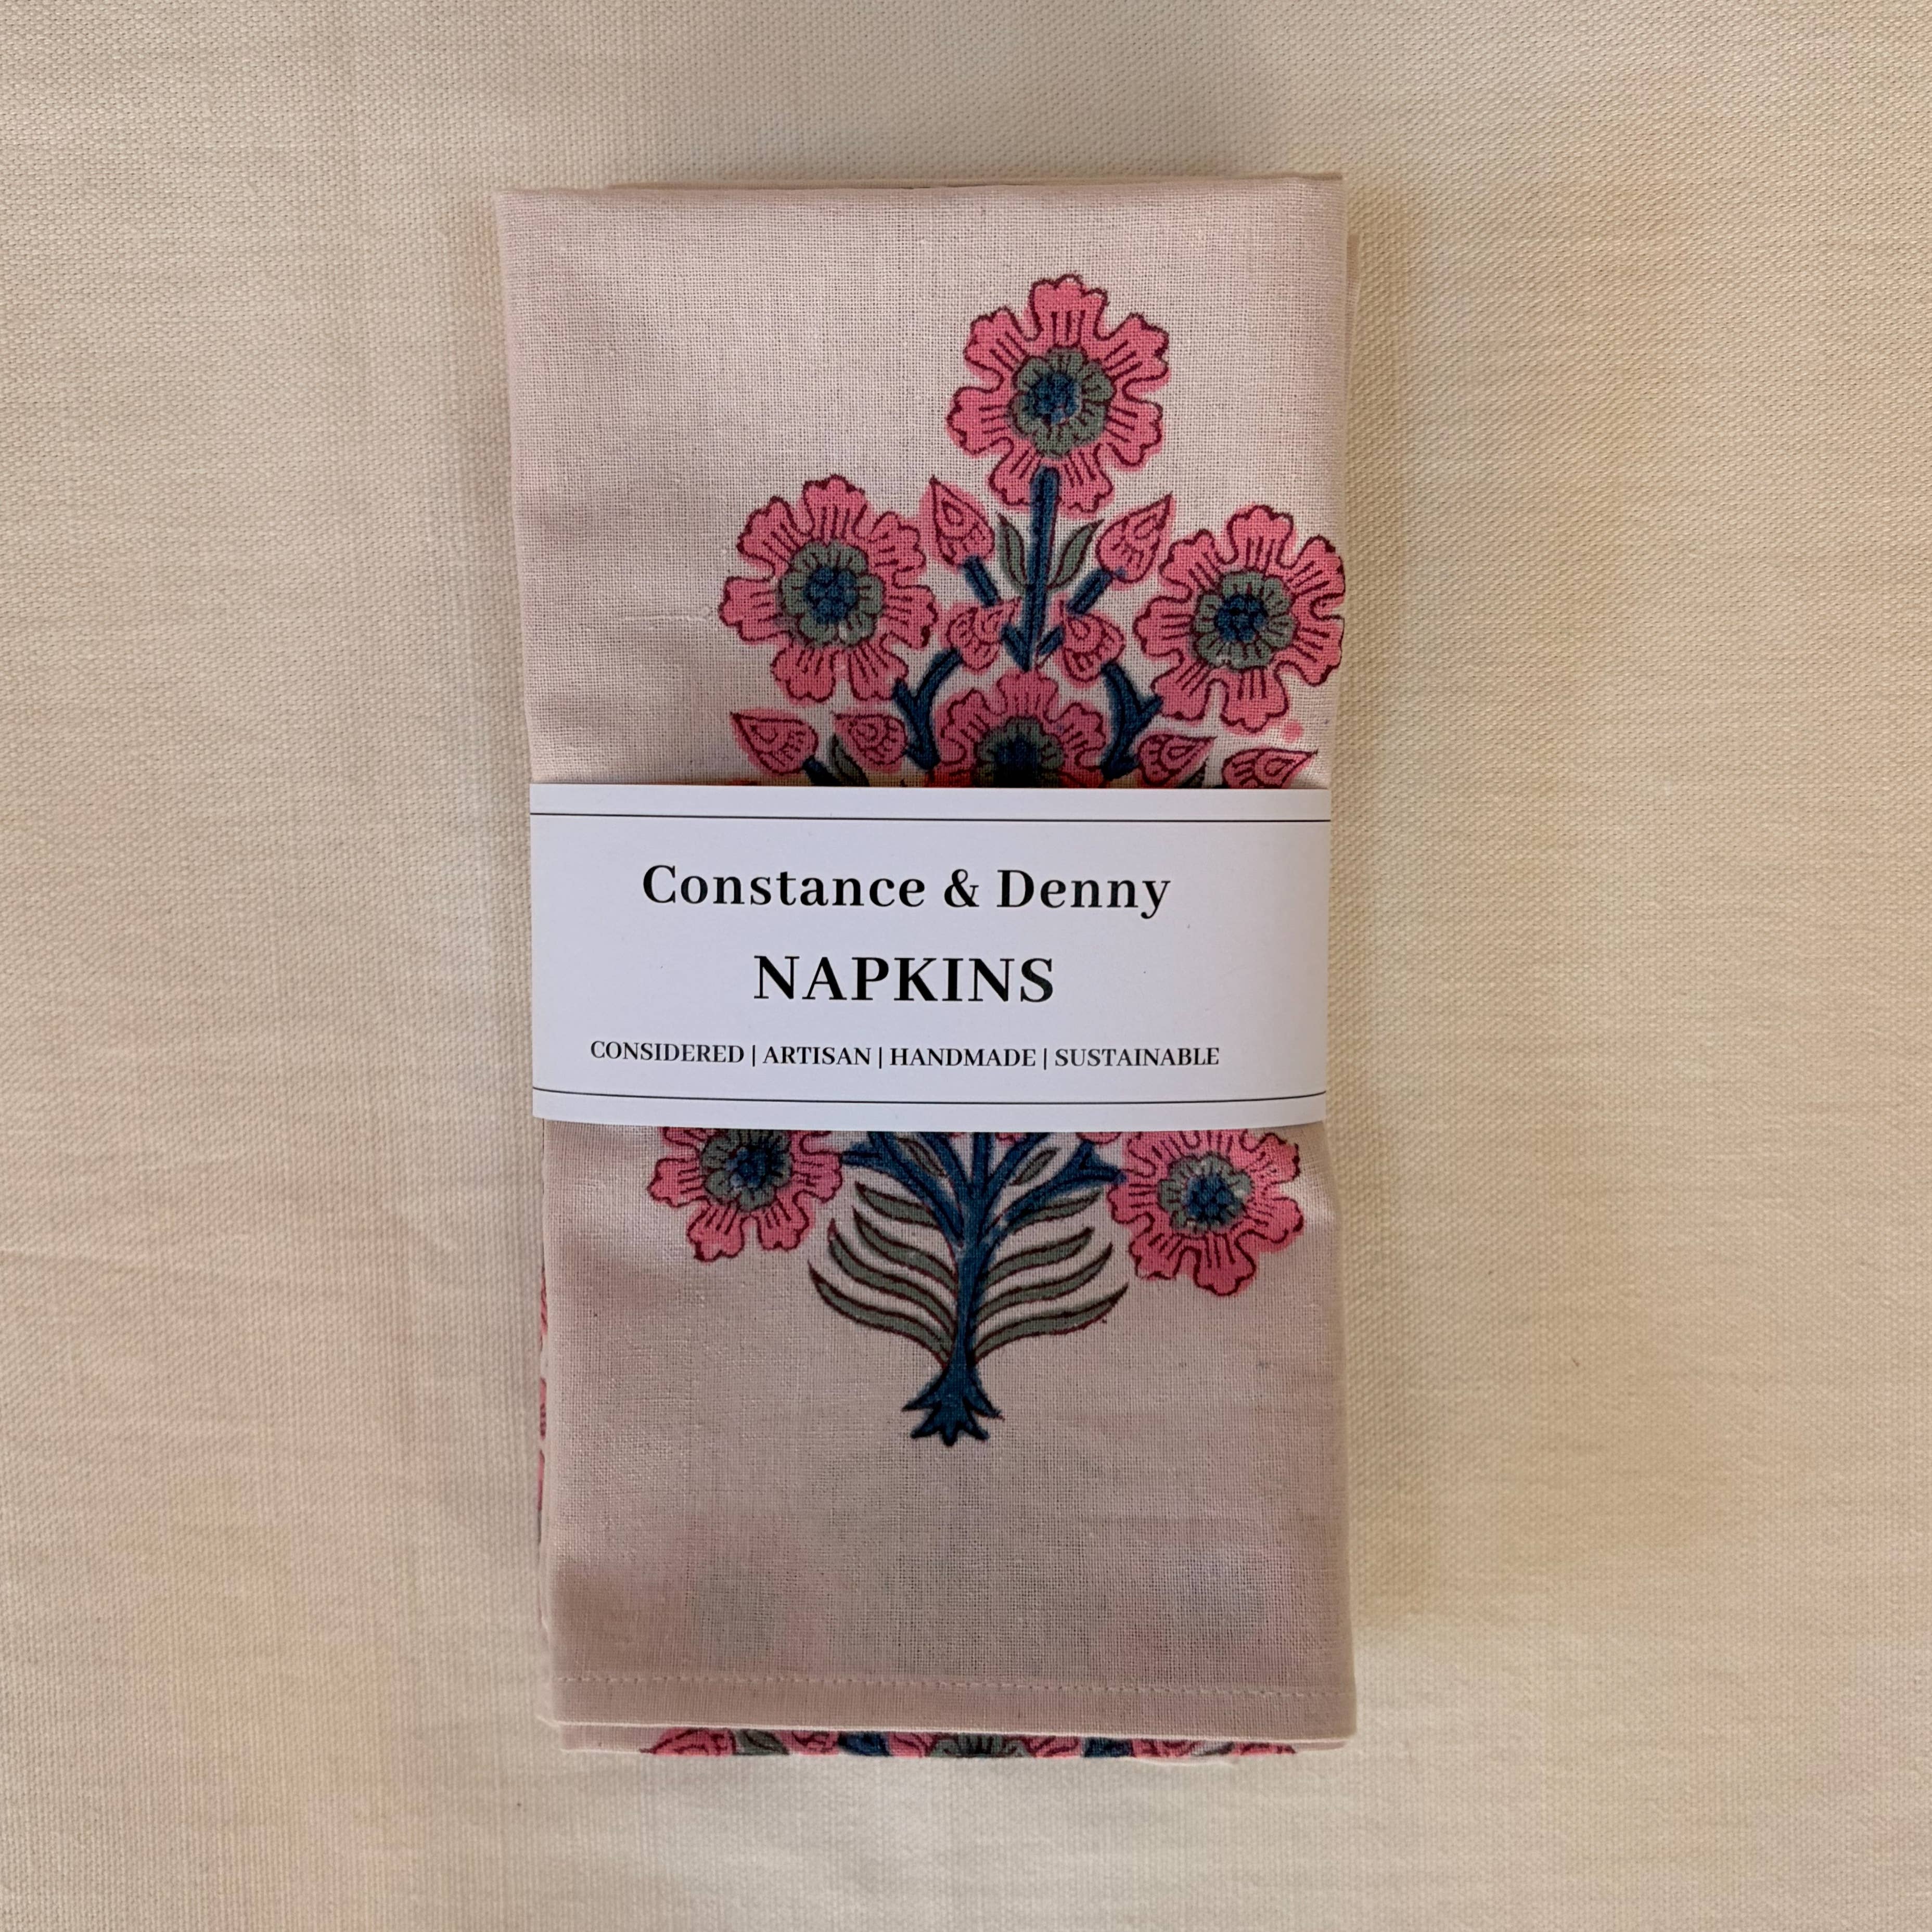 Constance & Denny
NAPKINS
CONSIDERED | ARTISAN | HANDMADE | SUSTAINABLE